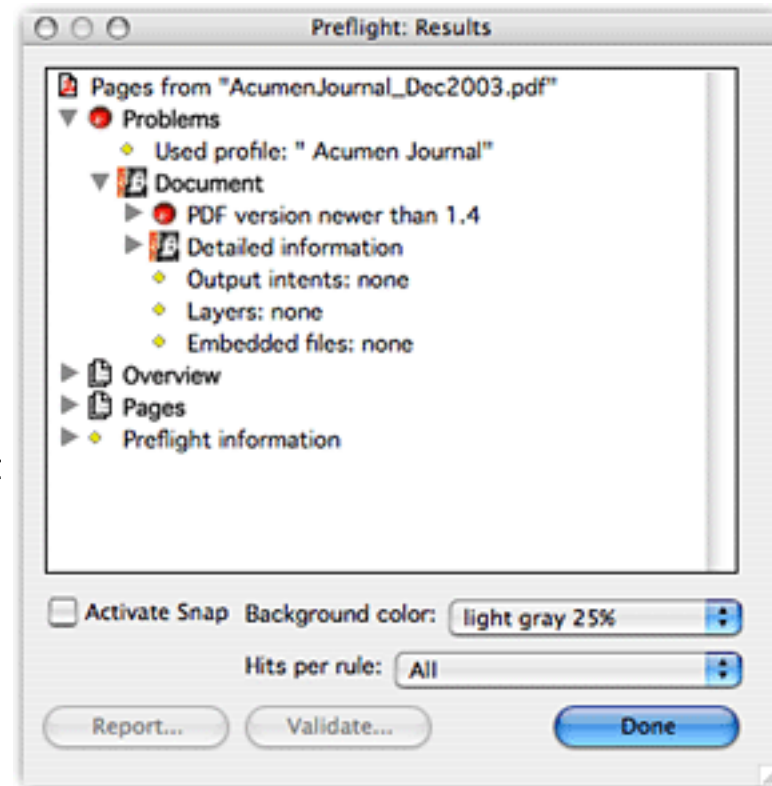 Preflight: Results
Pages from "AcumenJournal_Dec2003.pdf"
Problems
Used profile: " Acumen Journal"
Document
PDF version newer than 1.4
Detailed information
Output intents: none
Layers: none
Embedded files: none
Overview
Pages
Preflight information
Activate Snap Background color: light gray 25%
Hits per rule: All
Report... Validate... Done